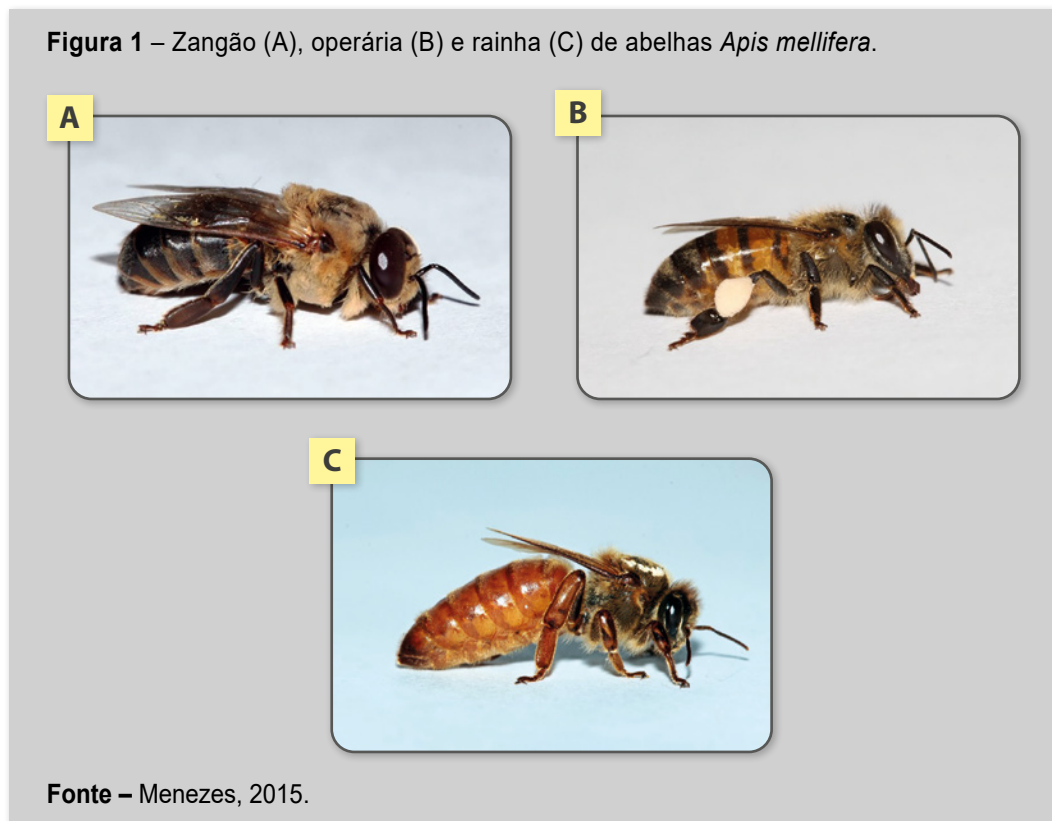 Figura 1 – Zangão (A), operária (B) e rainha (C) de abelhas Apis mellifera.
A
B
C
Fonte – Menezes, 2015.